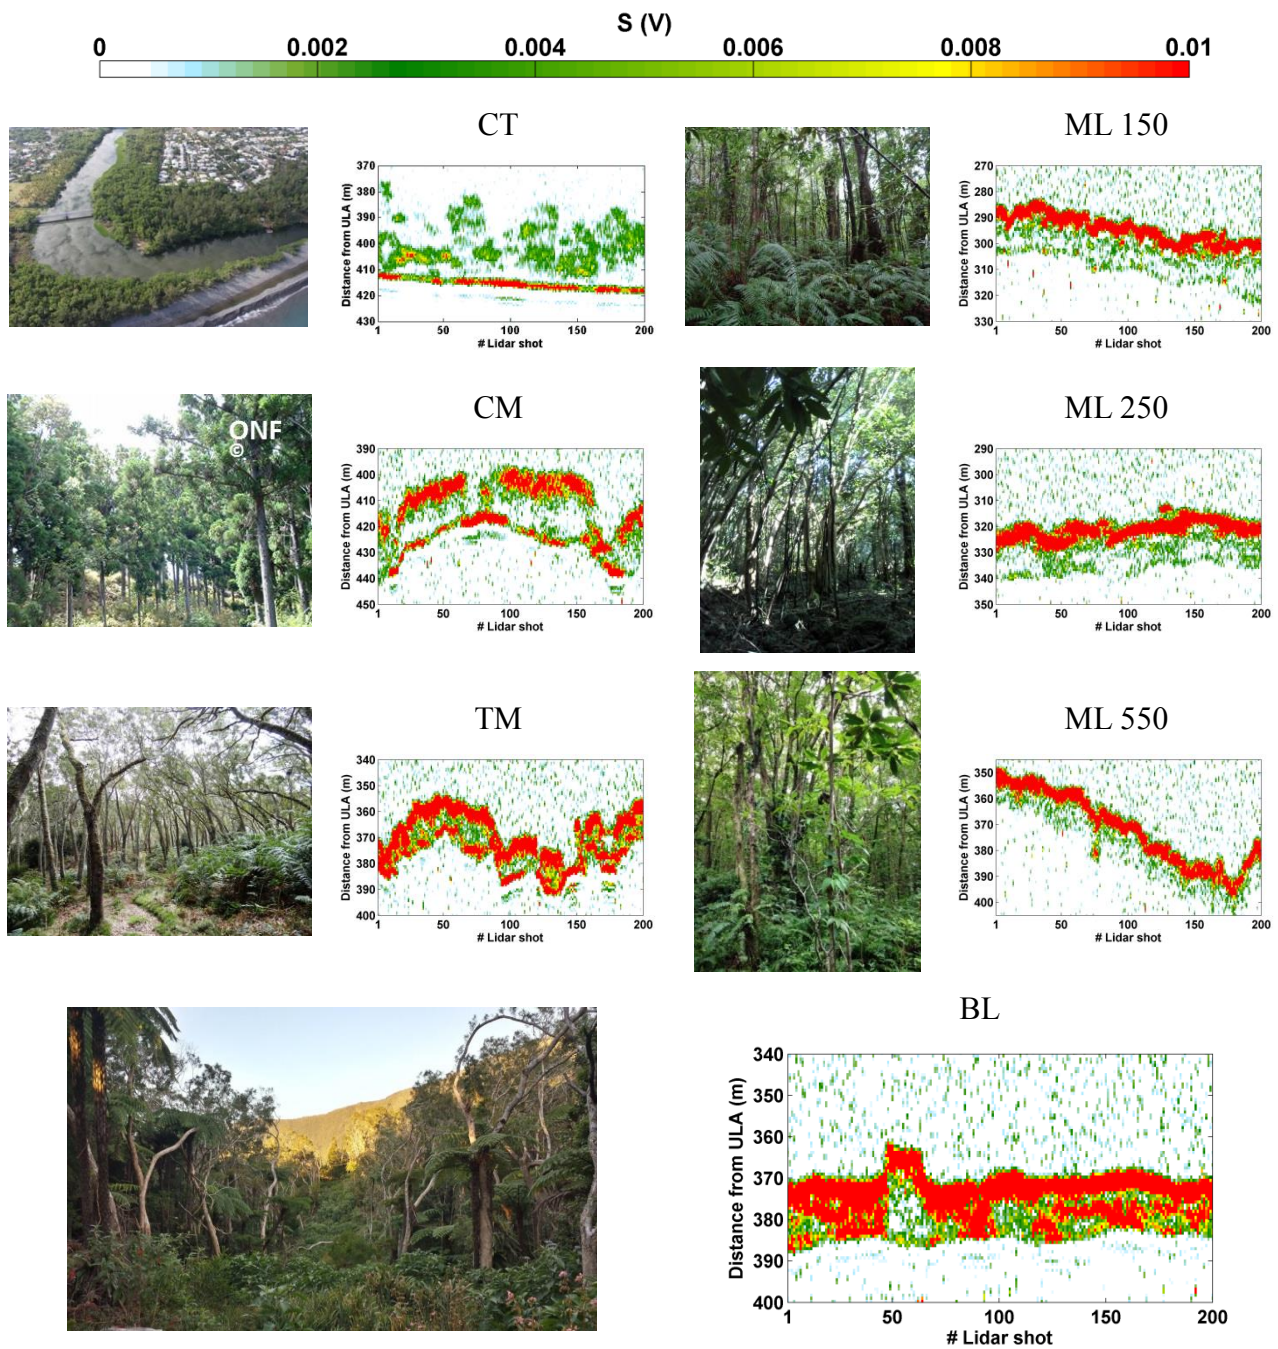 S (V)
0 0.002 0.004 0.006 0.008 0.01
CT
370
380
390
400
410
420
430
Distance from ULA (m)
1 50 100 150 200
# Lidar shot
ML 150
270
280
290
300
310
320
330
Distance from ULA (m)
1 50 100 150 200
# Lidar shot
ONF
©
CM
390
400
410
420
430
440
450
Distance from ULA (m)
1 50 100 150 200
# Lidar shot
ML 250
290
300
310
320
330
340
350
Distance from ULA (m)
1 50 100 150 200
# Lidar shot
TM
340
350
360
370
380
390
400
Distance from ULA (m)
1 50 100 150 200
# Lidar shot
ML 550
350
360
370
380
390
400
Distance from ULA (m)
1 50 100 150 200
# Lidar shot
BL
340
350
360
370
380
390
400
Distance from ULA (m)
1 50 100 150 200
# Lidar shot